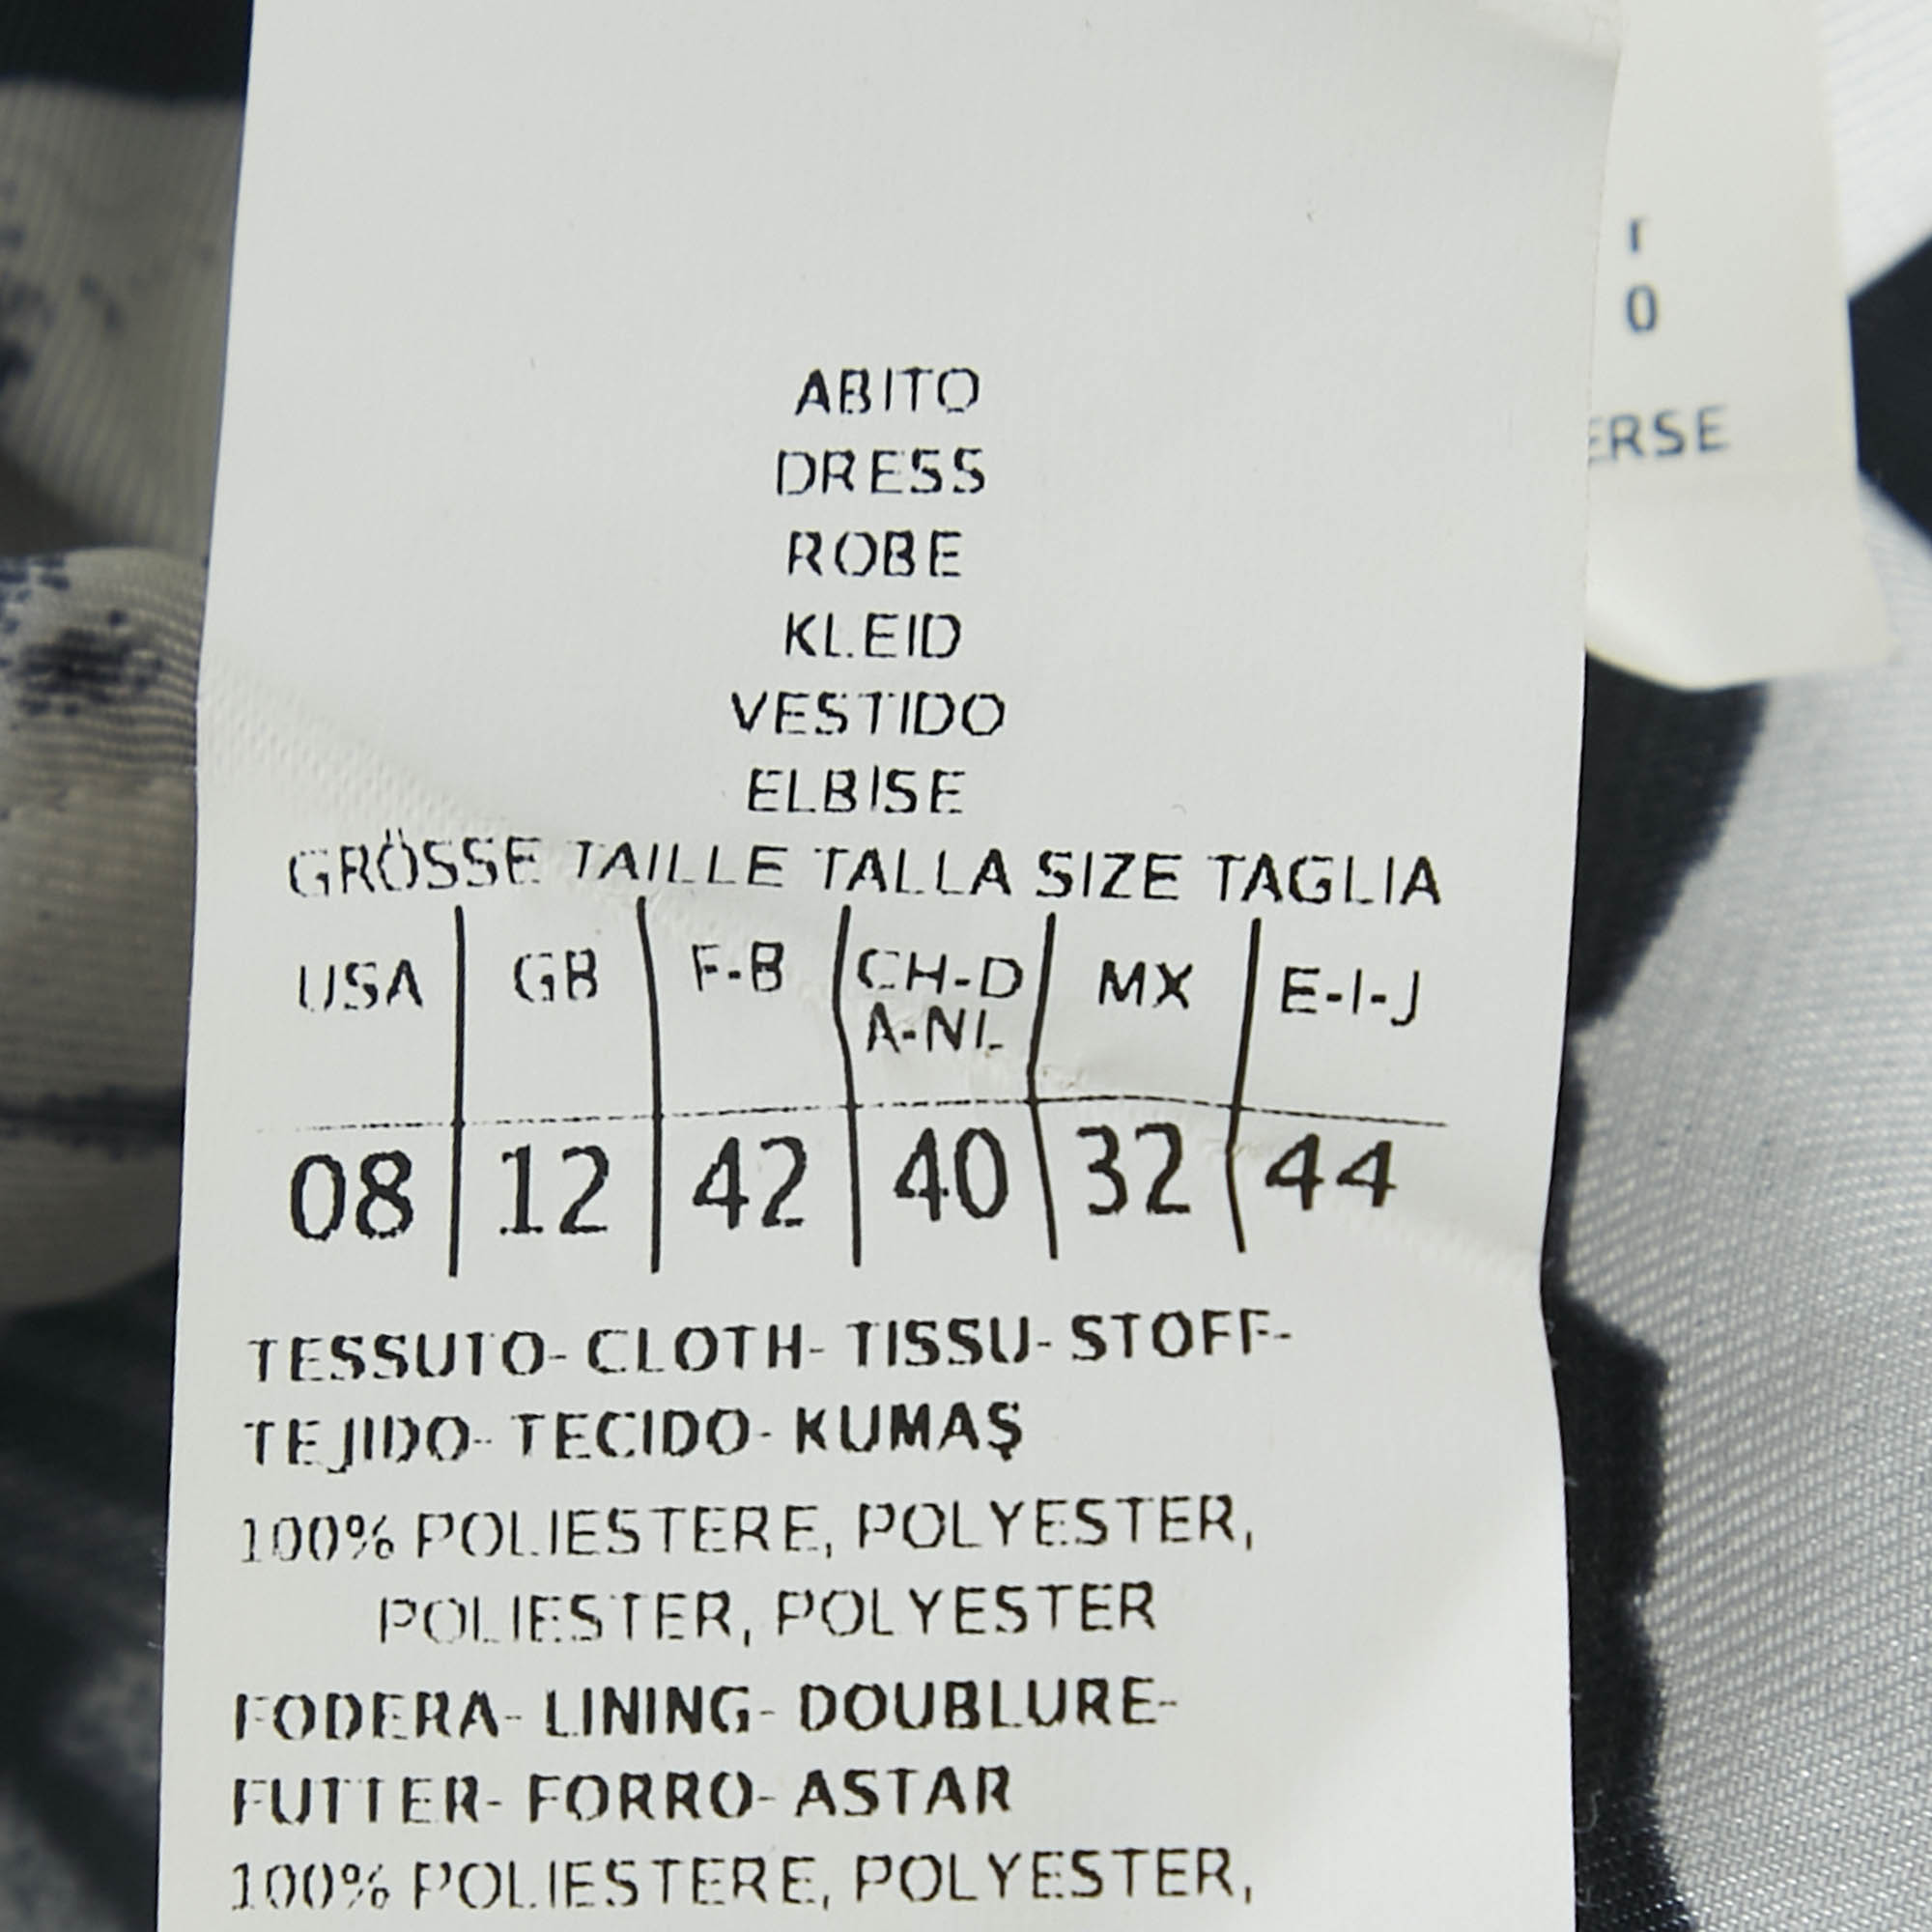 ABITO
DRESS
ROBE
KLEID
VESTIDO
ELBISE
GRÖSSE TAILLE TALLA SIZE TAGLIA
USA GB F-B CH-D A-NL MX E-I-J
08 12 42 40 32 44
TESSUTO- CLOTH- TISSU- STOFF-
TEJIDO- TECIDO- KUMAŞ
100% POLIESTERE, POLYESTER,
POLIESTER, POLYESTER
FODERA- LINING- DOUBLURE-
FUTTER- FORRO- ASTAR
100% POLIESTERE, POLYESTER,
0
ERSE